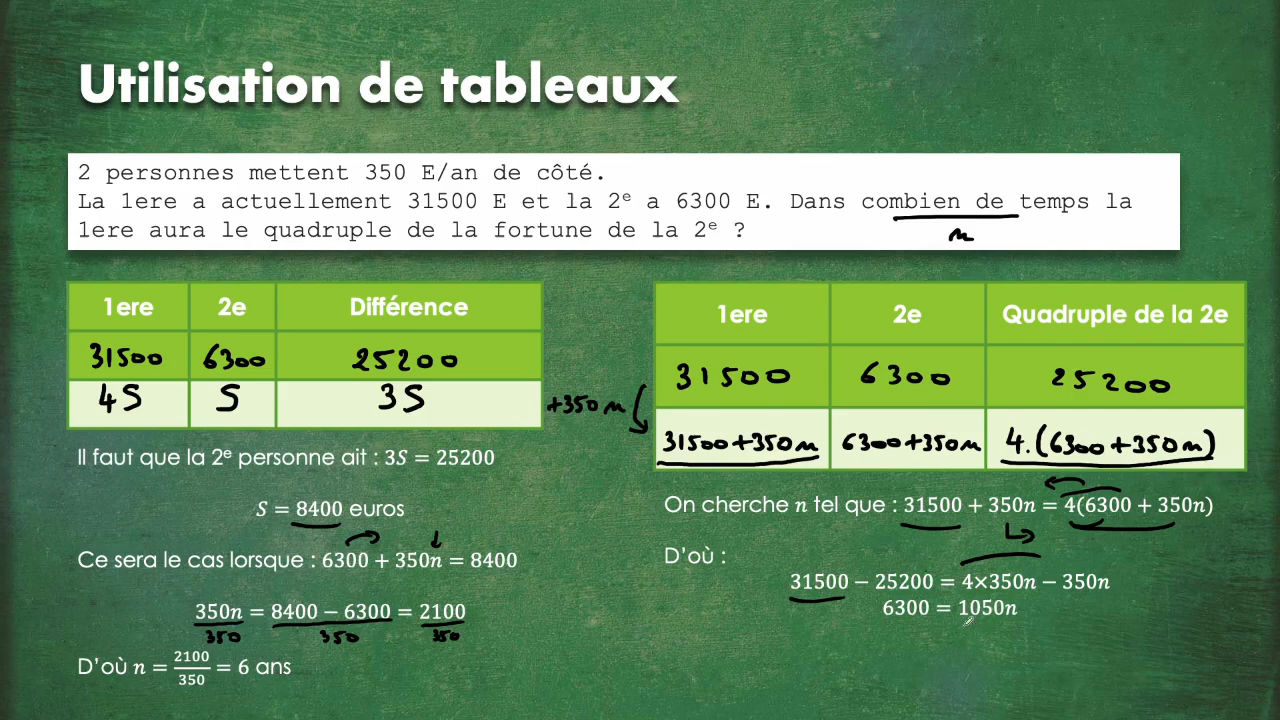 Utilisation de tableaux
2 personnes mettent 350 E/an de côté.
La 1ere a actuellement 31500 E et la 2ᵉ a 6300 E. Dans combien de temps la
1ere aura le quadruple de la fortune de la 2ᵉ ?
n
1ere 2e Différence
31500 6300 25200
4S S 3S
Il faut que la 2ᵉ personne ait : 3S = 25200
S = 8400 euros
Ce sera le cas lorsque : 6300 + 350n = 8400
350n = 8400 − 6300 = 2100
350 350 350
D'où n = 2100/350 = 6 ans
1ere 2e Quadruple de la 2e
31500 6300 25200
+350n
31500+350n 6300+350n 4.(6300+350n)
On cherche n tel que : 31500 + 350n = 4(6300 + 350n)
D'où :
31500 − 25200 = 4×350n − 350n
6300 = 1050n